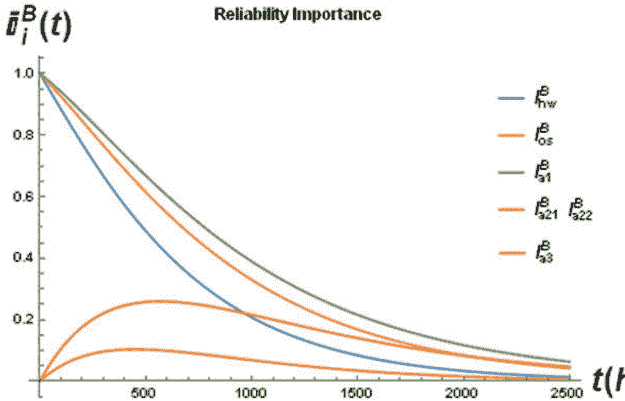 Reliability Importance
I^B_i(t)
1.0
0.8
0.6
0.4
0.2
500
1000
1500
2000
2500
t(h
I^B_hw
I^B_os
I^B_a1
I^B_a21 I^B_a22
I^B_a3